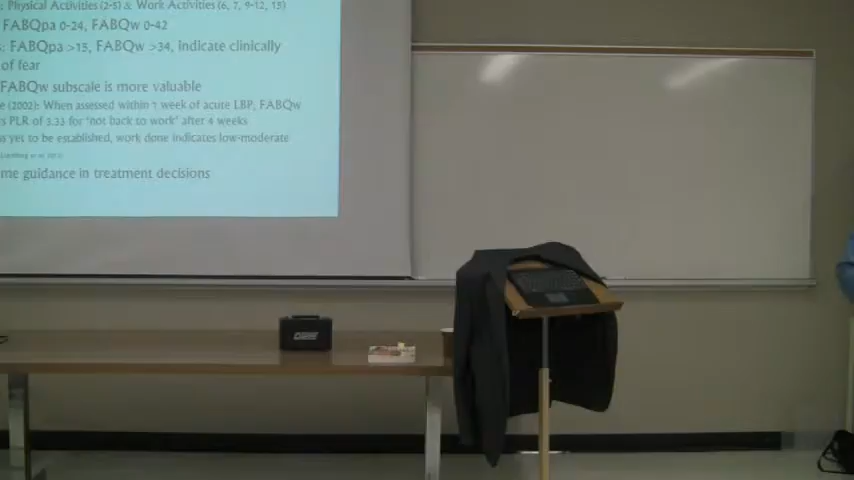 : Physical Activities (2-5) & Work Activities (6, 7, 9-12, 15)
FABQpa 0-24, FABQw 0-42
s: FABQpa >15, FABQw >34, indicate clinically
of fear
FABQw subscale is more valuable
e (2002): When assessed within 1 week of acute LBP, FABQw
s PLR of 3.33 for "not back to work" after 4 weeks
s yet to be established, work done indicates low-moderate
me guidance in treatment decisions